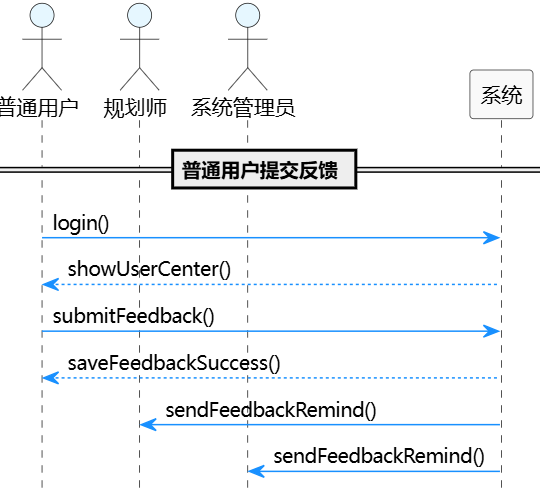 普通用户
规划师
系统管理员
系统
普通用户提交反馈
login()
showUserCenter()
submitFeedback()
saveFeedbackSuccess()
sendFeedbackRemind()
sendFeedbackRemind()